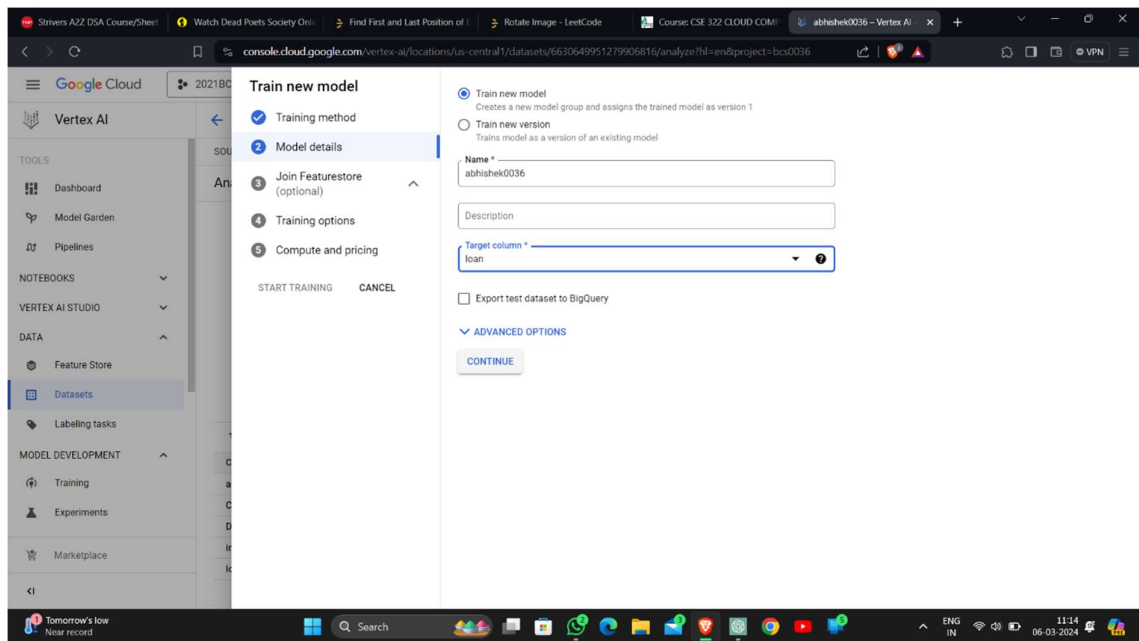 Strivers A2Z DSA Course/Sheet
Watch Dead Poets Society Onli
Find First and Last Position of E
Rotate Image - LeetCode
Course: CSE 322 CLOUD COMP
abhishek0036 – Vertex AI -
console.cloud.google.com/vertex-ai/locations/us-central1/datasets/6630649951279906816/analyze?hl=en&project=bcs0036
VPN
Google Cloud
2021BC
Vertex AI
TOOLS
Dashboard
Model Garden
Pipelines
NOTEBOOKS
VERTEX AI STUDIO
DATA
Feature Store
Datasets
Labeling tasks
MODEL DEVELOPMENT
Training
Experiments
Marketplace
SOU
An
Train new model
Training method
2 Model details
3 Join Featurestore
(optional)
4 Training options
5 Compute and pricing
START TRAINING CANCEL
Train new model
Creates a new model group and assigns the trained model as version 1
Train new version
Trains model as a version of an existing model
Name *
abhishek0036
Description
Target column *
loan
Export test dataset to BigQuery
ADVANCED OPTIONS
CONTINUE
Tomorrow's low
Near record
Search
ENG
IN
11:14
06-03-2024